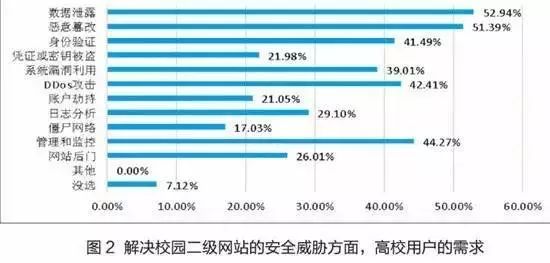 数据泄露 52.94%
恶意篡改 51.39%
身份验证 41.49%
凭证或密钥被盗 21.98%
系统漏洞利用 39.01%
DDos攻击 42.41%
账户劫持 21.05%
日志分析 29.10%
僵尸网络 17.03%
管理和监控 44.27%
网站后门 26.01%
其他 0.00%
没选 7.12%
0.00% 10.00% 20.00% 30.00% 40.00% 50.00% 60.00%
图 2 解决校园二级网站的安全威胁方面，高校用户的需求